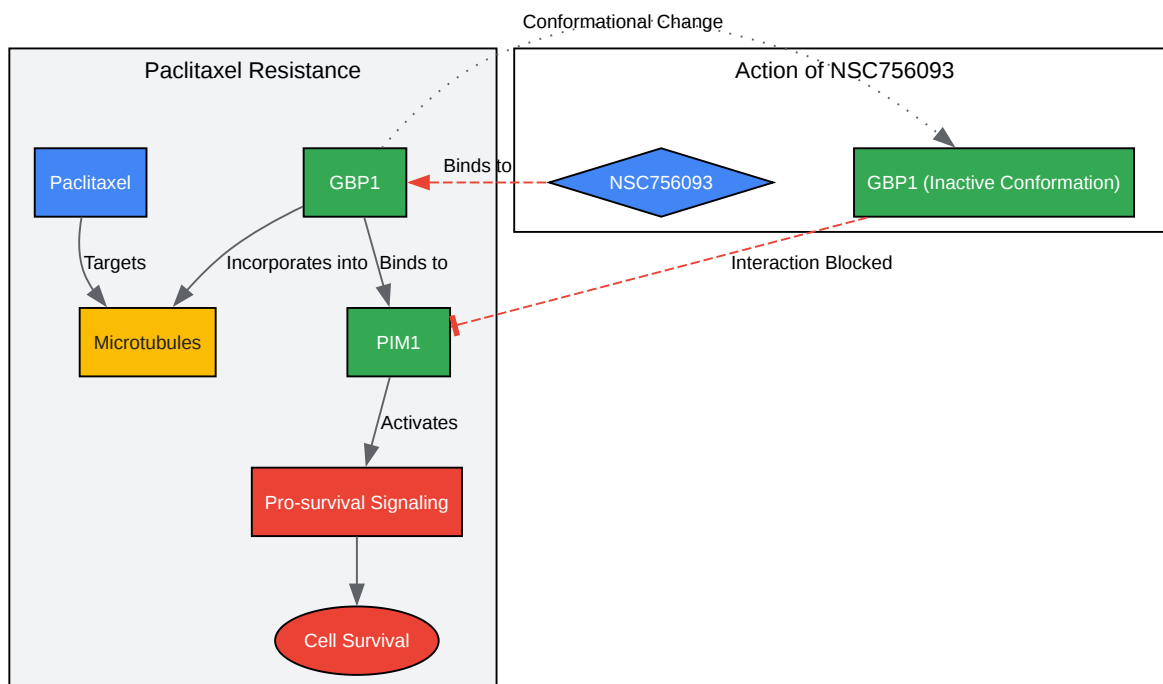 Conformational Change
Paclitaxel Resistance
Action of NSC756093
Paclitaxel
GBP1
Binds to
NSC756093
GBP1 (Inactive Conformation)
Targets
Incorporates into
Binds to
Interaction Blocked
Microtubules
PIM1
Activates
Pro-survival Signaling
Cell Survival